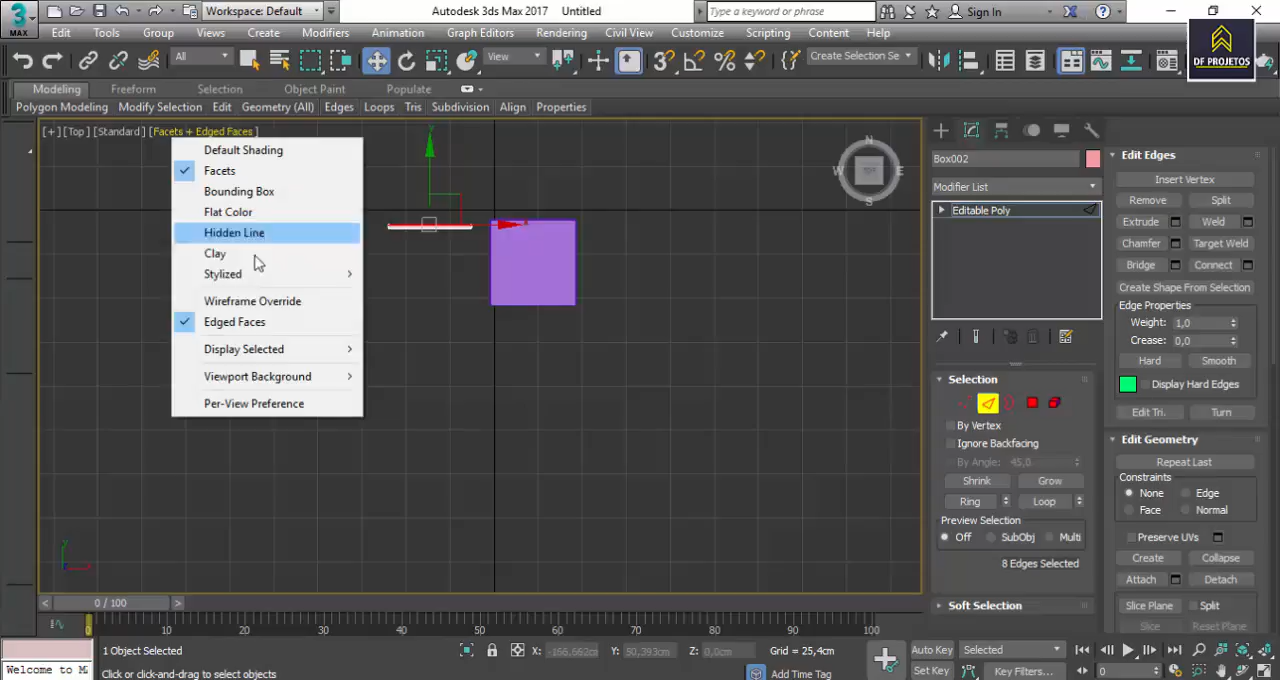 Workspace: Default
Autodesk 3ds Max 2017 Untitled
Type a keyword or phrase
Sign In
MAX
Edit Tools Group Views Create Modifiers Animation Graph Editors Rendering Civil View Customize Scripting Content Help
DF PROJETOS
All
View
Create Selection Se
Modeling Freeform Selection Object Paint Populate
Polygon Modeling Modify Selection Edit Geometry (All) Edges Loops Tris Subdivision Align Properties
[+] [Top] [Standard] [Facets + Edged Faces]
Default Shading
Facets
Bounding Box
Flat Color
Hidden Line
Clay
Stylized
Wireframe Override
Edged Faces
Display Selected
Viewport Background
Per-View Preference
N
W
E
S
TOP
y
Box002
Modifier List
Editable Poly
Selection
By Vertex
Ignore Backfacing
By Angle: 45,0
Shrink Grow
Ring Loop
Preview Selection
Off SubObj Multi
8 Edges Selected
Soft Selection
Edit Edges
Insert Vertex
Remove Split
Extrude Weld
Chamfer Target Weld
Bridge Connect
Create Shape From Selection
Edge Properties
Weight: 1,0
Crease: 0,0
Hard Smooth
Display Hard Edges
Edit Tri. Turn
Edit Geometry
Repeat Last
Constraints
None Edge
Face Normal
Preserve UVs
Create Collapse
Attach Detach
Slice Plane Split
Slice Reset Plane
< 0 / 100 >
0 10 20 30 40 50 60 70 80 90 100
1 Object Selected
X: -166,662cm Y: 50,393cm Z: 0,0cm Grid = 25,4cm
Auto Key Selected
Welcome to M
Click or click-and-drag to select objects
Add Time Tag
Set Key Key Filters...
0